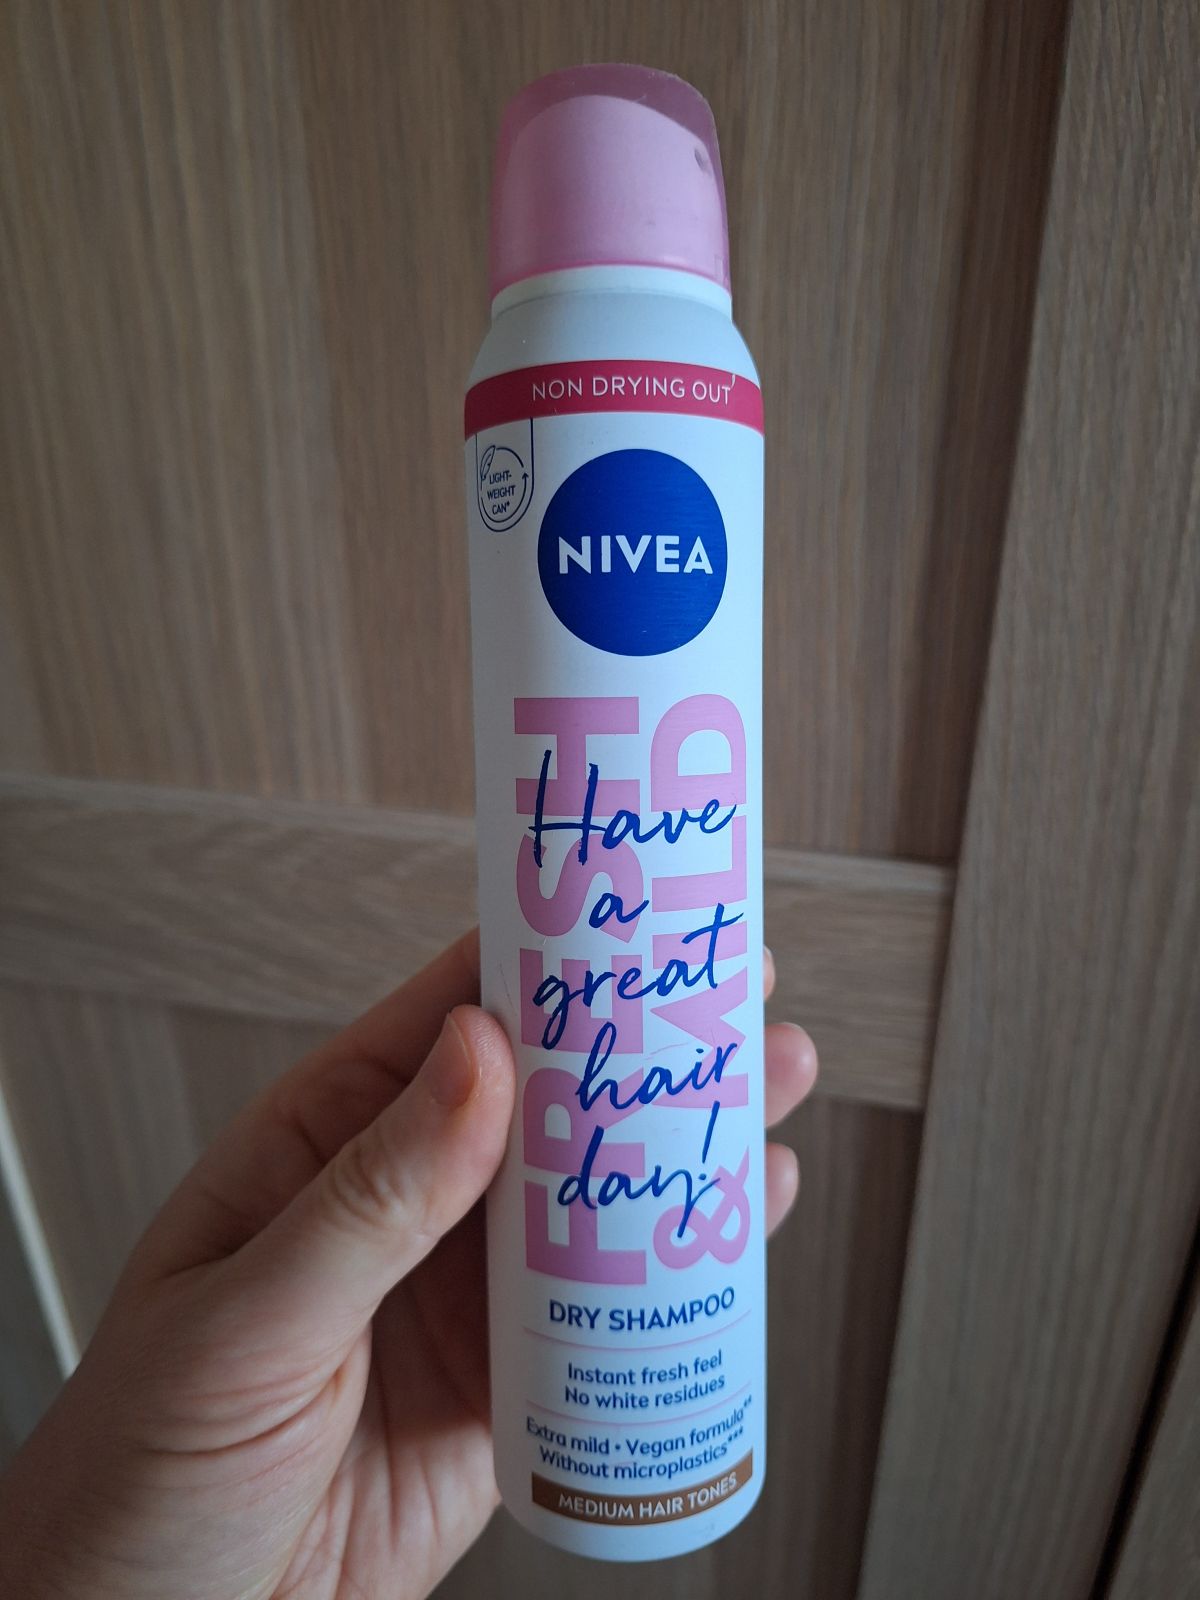 NON DRYING OUT'
LIGHT-
WEIGHT
CAN*
NIVEA
FRESH
& MILD
Have
a
great
hair
day!
DRY SHAMPOO
Instant fresh feel
No white residues
Extra mild • Vegan formula**
Without microplastics***
MEDIUM HAIR TONES